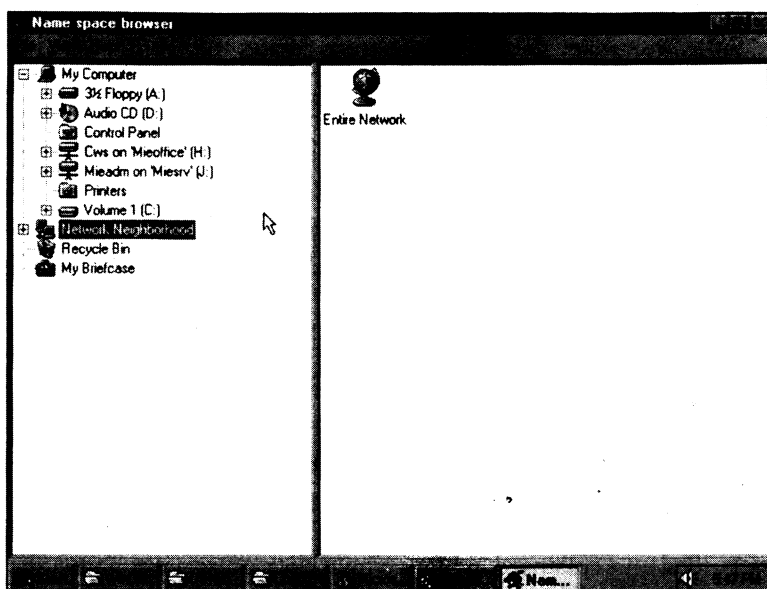 Name space browser
My Computer
3½ Floppy (A:)
Audio CD (D:)
Control Panel
Cws on 'Mieoffice' (H:)
Mieadm on 'Miesrv' (J:)
Printers
Volume 1 (C:)
Network Neighborhood
Recycle Bin
My Briefcase
Entire Network
Nam...